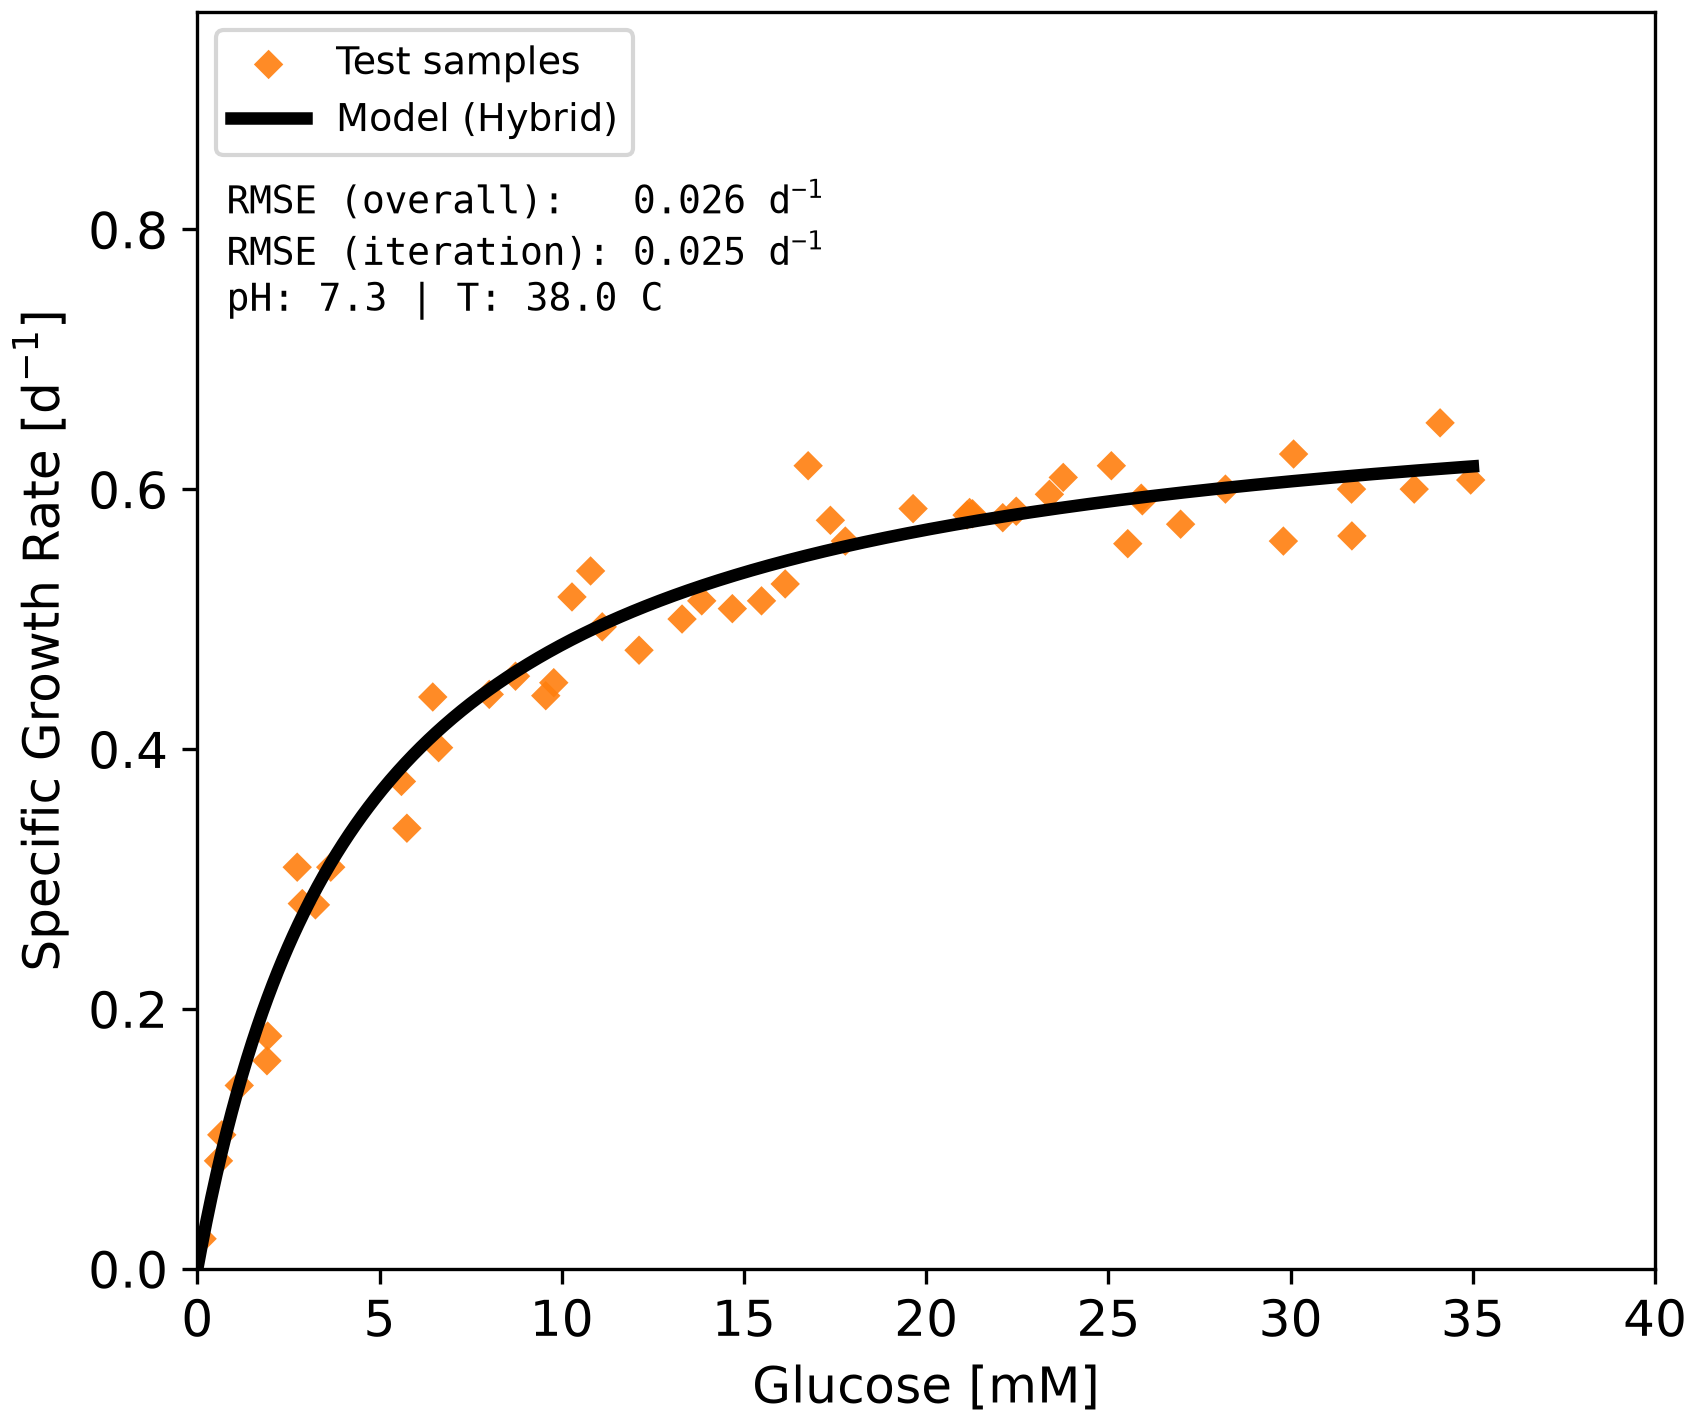 Test samples
Model (Hybrid)
RMSE (overall):   0.026 d⁻¹
RMSE (iteration): 0.025 d⁻¹
pH: 7.3 | T: 38.0 C
0.8
0.6
0.4
0.2
0.0
Specific Growth Rate [d⁻¹]
0 5 10 15 20 25 30 35 40
Glucose [mM]